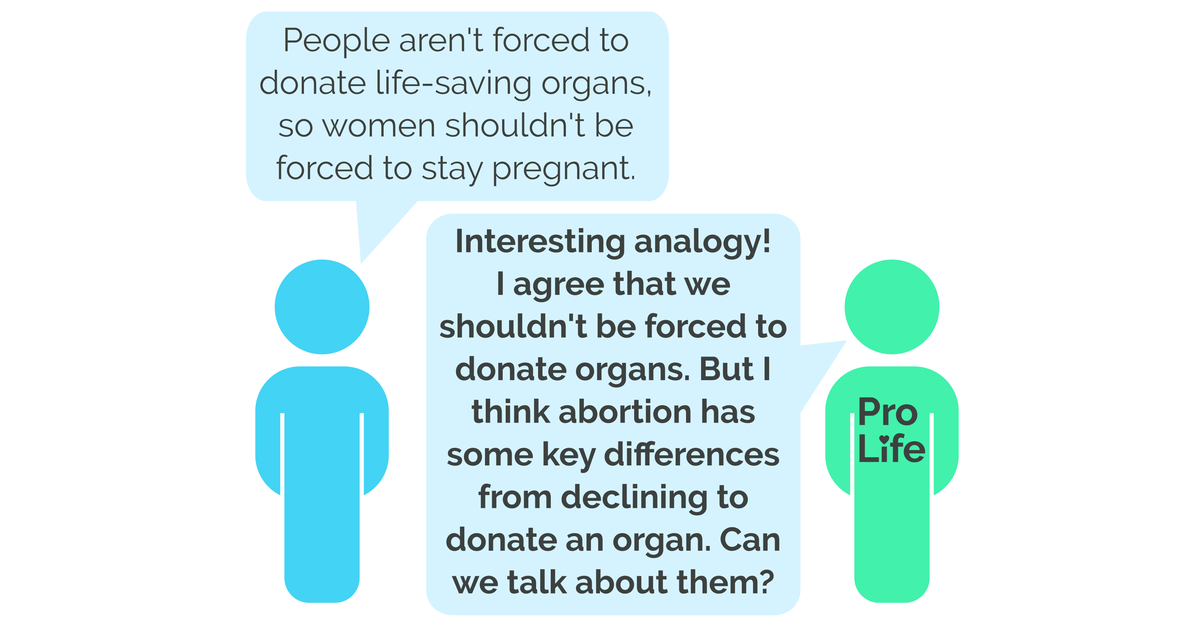 People aren't forced to
donate life-saving organs,
so women shouldn't be
forced to stay pregnant.
Interesting analogy!
I agree that we
shouldn't be forced to
donate organs. But I
think abortion has
some key differences
from declining to
donate an organ. Can
we talk about them?
Pro
Life